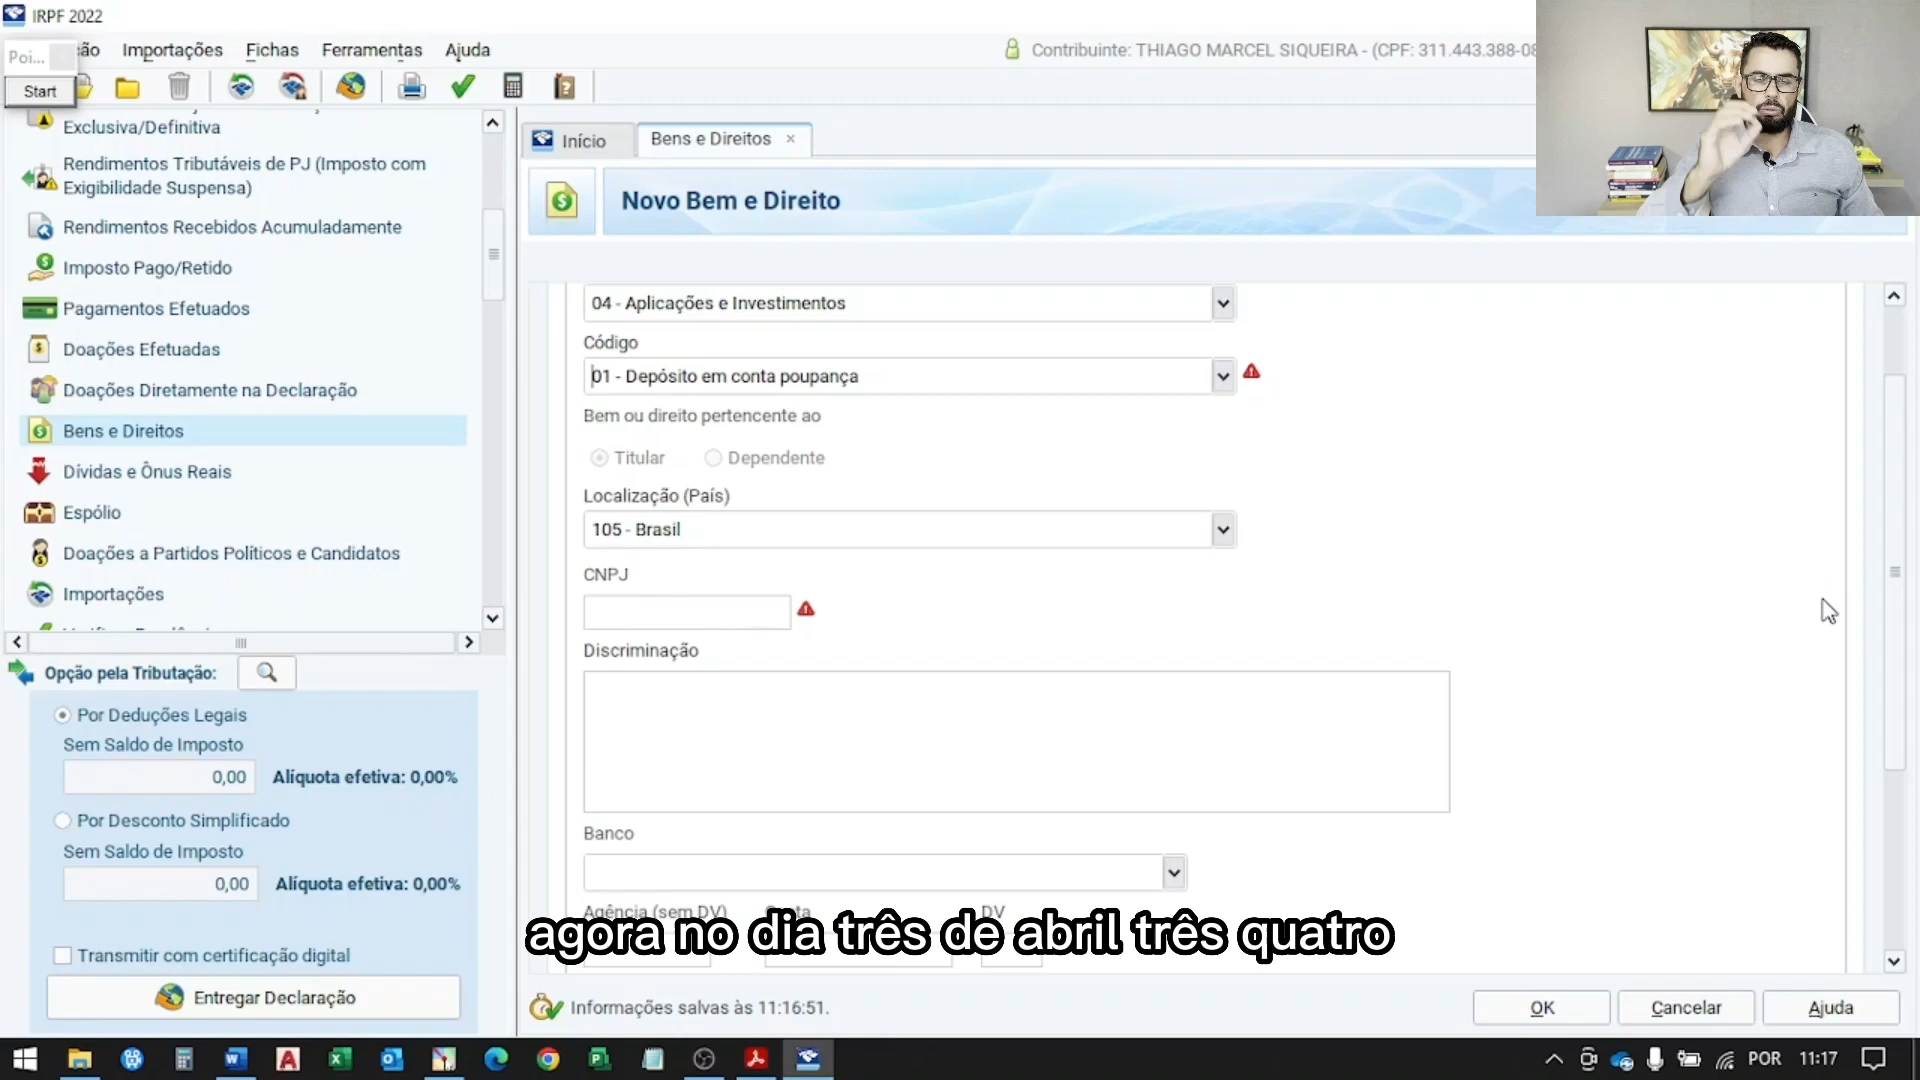 IRPF 2022
Poi...
ão
Importações
Fichas
Ferramentas
Ajuda
Contribuinte: THIAGO MARCEL SIQUEIRA - (CPF: 311.443.388-08
Start
Exclusiva/Definitiva
Rendimentos Tributáveis de PJ (Imposto com
Exigibilidade Suspensa)
Rendimentos Recebidos Acumuladamente
Imposto Pago/Retido
Pagamentos Efetuados
Doações Efetuadas
Doações Diretamente na Declaração
Bens e Direitos
Dívidas e Ônus Reais
Espólio
Doações a Partidos Políticos e Candidatos
Importações
Opção pela Tributação:
Por Deduções Legais
Sem Saldo de Imposto
0,00 Alíquota efetiva: 0,00%
Por Desconto Simplificado
Sem Saldo de Imposto
0,00 Alíquota efetiva: 0,00%
Transmitir com certificação digital
Entregar Declaração
Início
Bens e Direitos
Novo Bem e Direito
04 - Aplicações e Investimentos
Código
01 - Depósito em conta poupança
Bem ou direito pertencente ao
Titular Dependente
Localização (País)
105 - Brasil
CNPJ
Discriminação
Banco
Agência (sem DV) Conta DV
agora no dia três de abril três quatro
Informações salvas às 11:16:51.
OK
Cancelar
Ajuda
POR
11:17